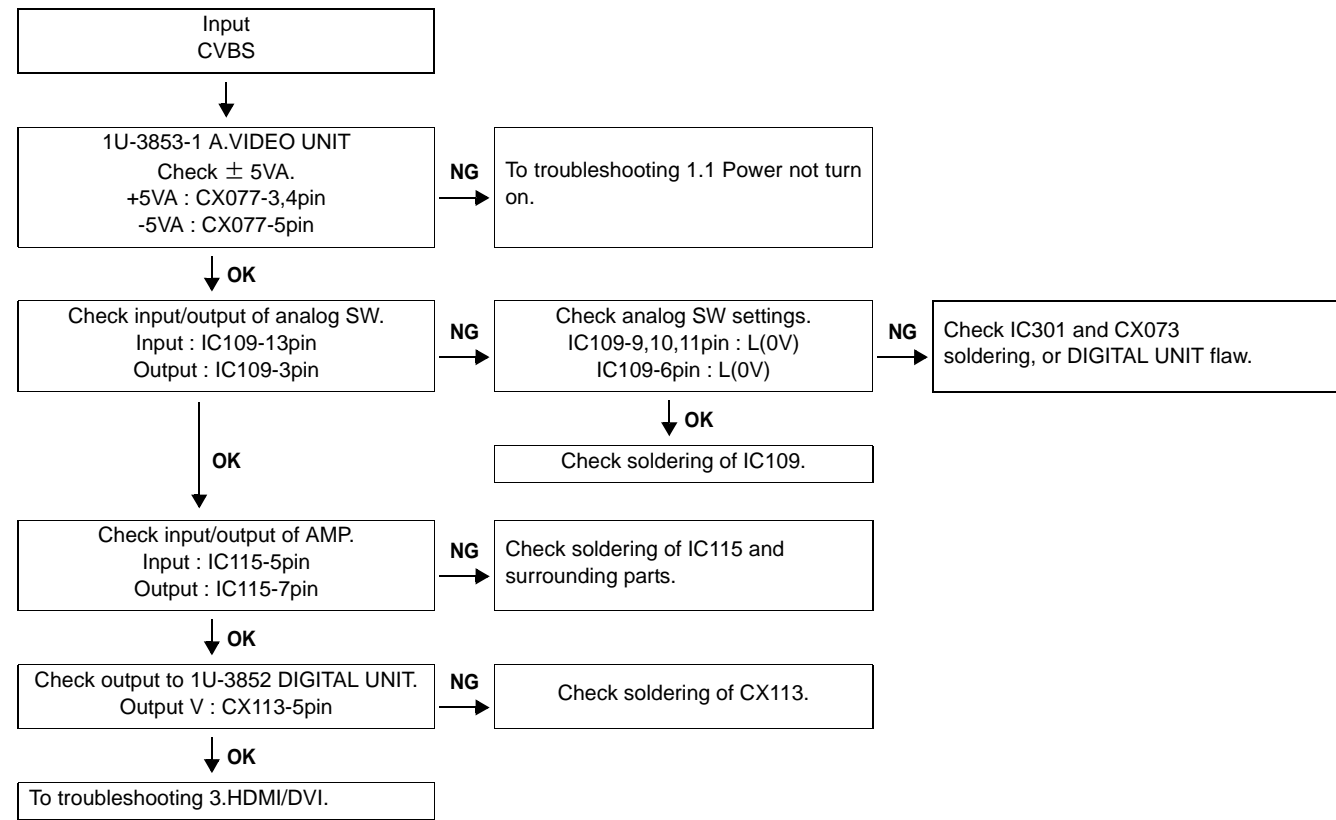 Input
CVBS
1U-3853-1 A.VIDEO UNIT
Check ± 5VA.
+5VA : CX077-3,4pin
-5VA : CX077-5pin
NG
To troubleshooting 1.1 Power not turn
on.
OK
Check input/output of analog SW.
Input : IC109-13pin
Output : IC109-3pin
NG
Check analog SW settings.
IC109-9,10,11pin : L(0V)
IC109-6pin : L(0V)
NG
Check IC301 and CX073
soldering, or DIGITAL UNIT flaw.
OK
Check soldering of IC109.
OK
Check input/output of AMP.
Input : IC115-5pin
Output : IC115-7pin
NG
Check soldering of IC115 and
surrounding parts.
OK
Check output to 1U-3852 DIGITAL UNIT.
Output V : CX113-5pin
NG
Check soldering of CX113.
OK
To troubleshooting 3.HDMI/DVI.